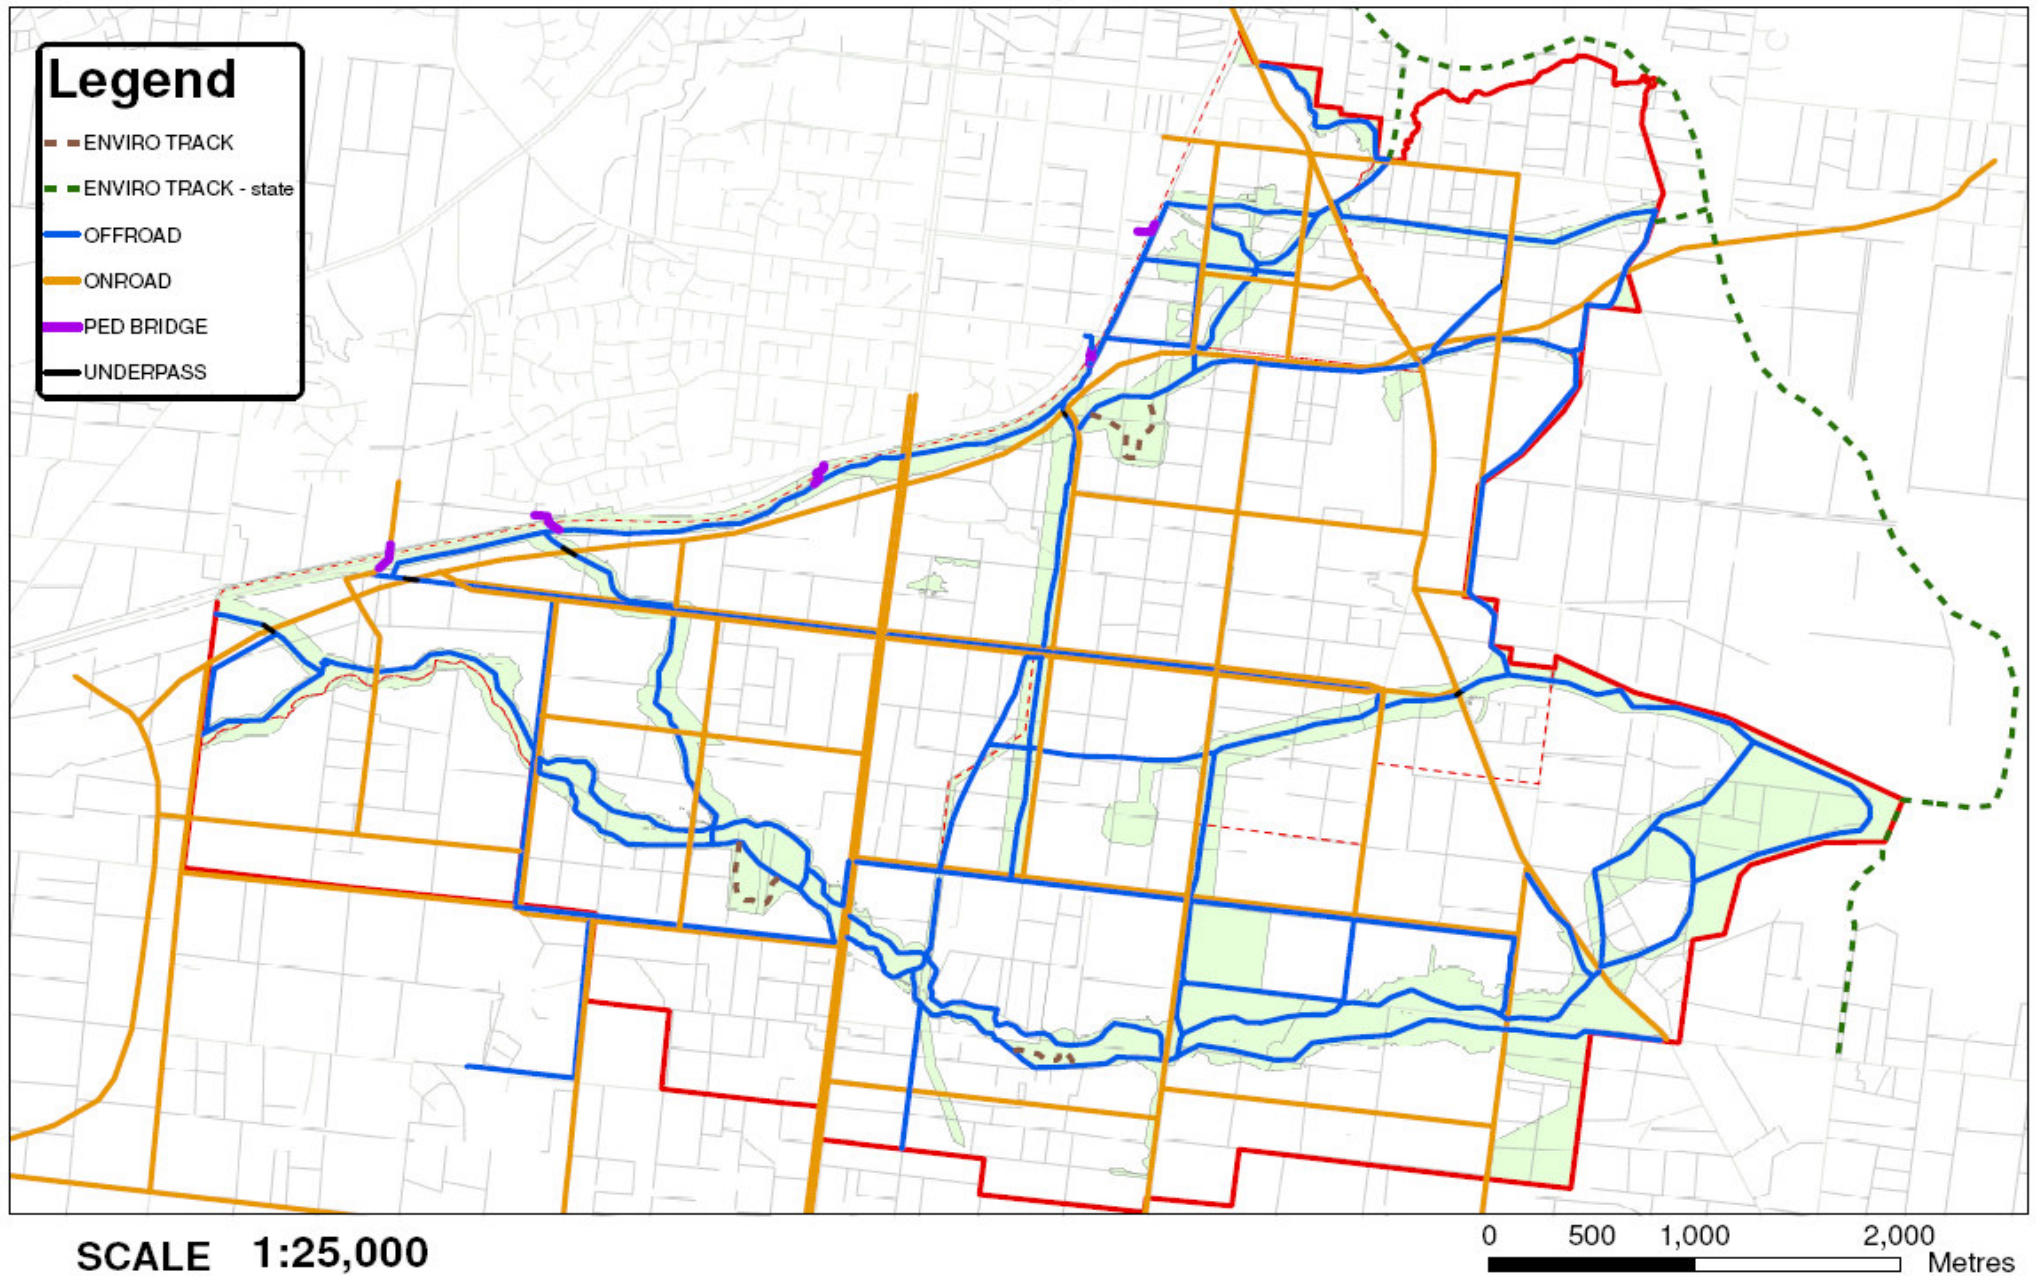 Legend
ENVIRO TRACK
ENVIRO TRACK - state
OFFROAD
ONROAD
PED BRIDGE
UNDERPASS
SCALE 1:25,000
0 500 1,000 2,000
Metres